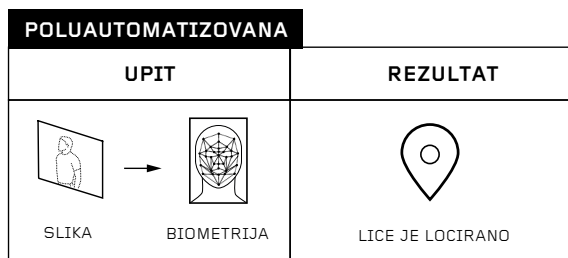 POLUAUTOMATIZOVANA
UPIT
REZULTAT
SLIKA
BIOMETRIJA
LICE JE LOCIRANO